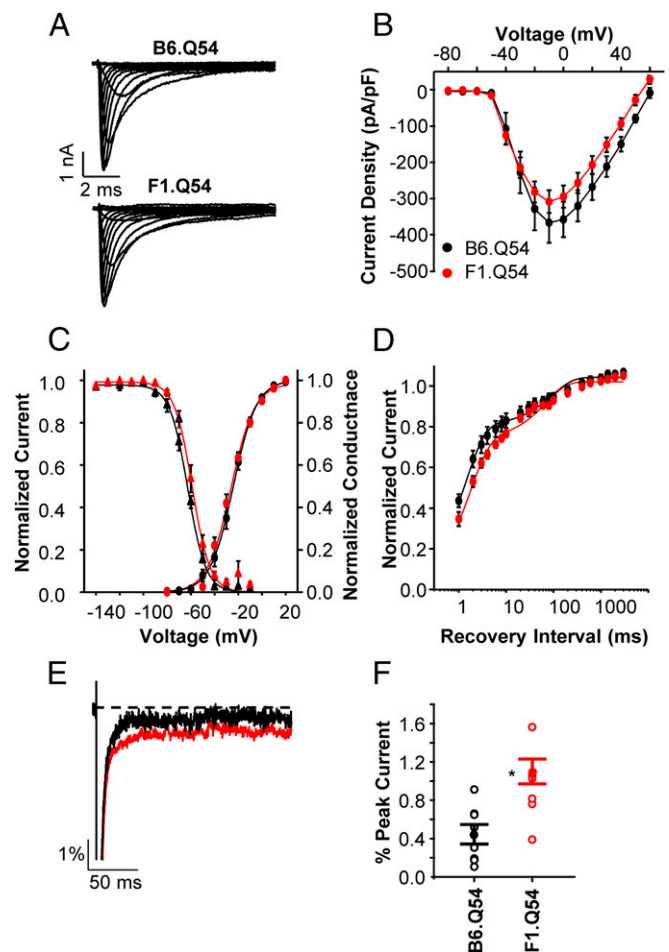 A
B6.Q54
1 nA
2 ms
F1.Q54
B
Voltage (mV)
-80 -40 0 40
Current Density (pA/pF)
0
-100
-200
-300
-400
-500
B6.Q54
F1.Q54
C
Normalized Current
1.0
0.8
0.6
0.4
0.2
0.0
Normalized Conductnace
1.0
0.8
0.6
0.4
0.2
0.0
-140 -100 -60 -20 20
Voltage (mV)
D
Normalized Current
1.0
0.8
0.6
0.4
0.2
0.0
1 10 100 1000
Recovery Interval (ms)
E
1%
50 ms
F
% Peak Current
1.6
1.2
0.8
0.4
0.0
*
B6.Q54
F1.Q54